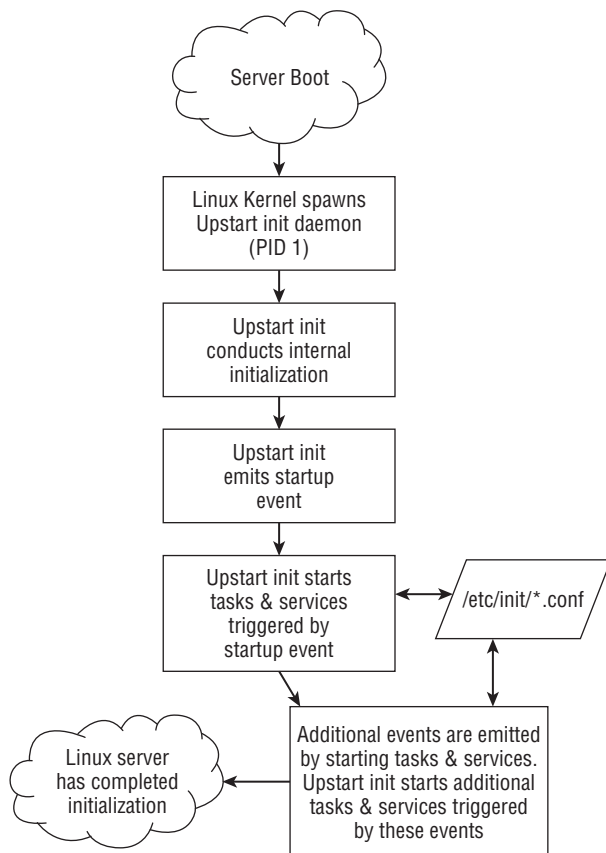 Server Boot
Linux Kernel spawns
Upstart init daemon
(PID 1)
Upstart init
conducts internal
initialization
Upstart init
emits startup
event
Upstart init starts
tasks & services
triggered by
startup event
/etc/init/*.conf
Additional events are emitted
by starting tasks & services.
Upstart init starts additional
tasks & services triggered
by these events
Linux server
has completed
initialization